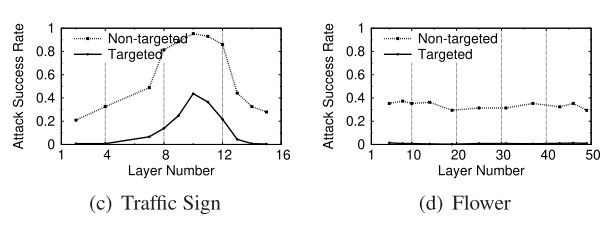 1
0.8
0.6
0.4
0.2
0
Attack Success Rate
Non-targeted
Targeted
1 4 8 12 16
Layer Number
(c) Traffic Sign
1
0.8
0.6
0.4
0.2
0
Attack Success Rate
Non-targeted
Targeted
1 10 20 30 40 50
Layer Number
(d) Flower